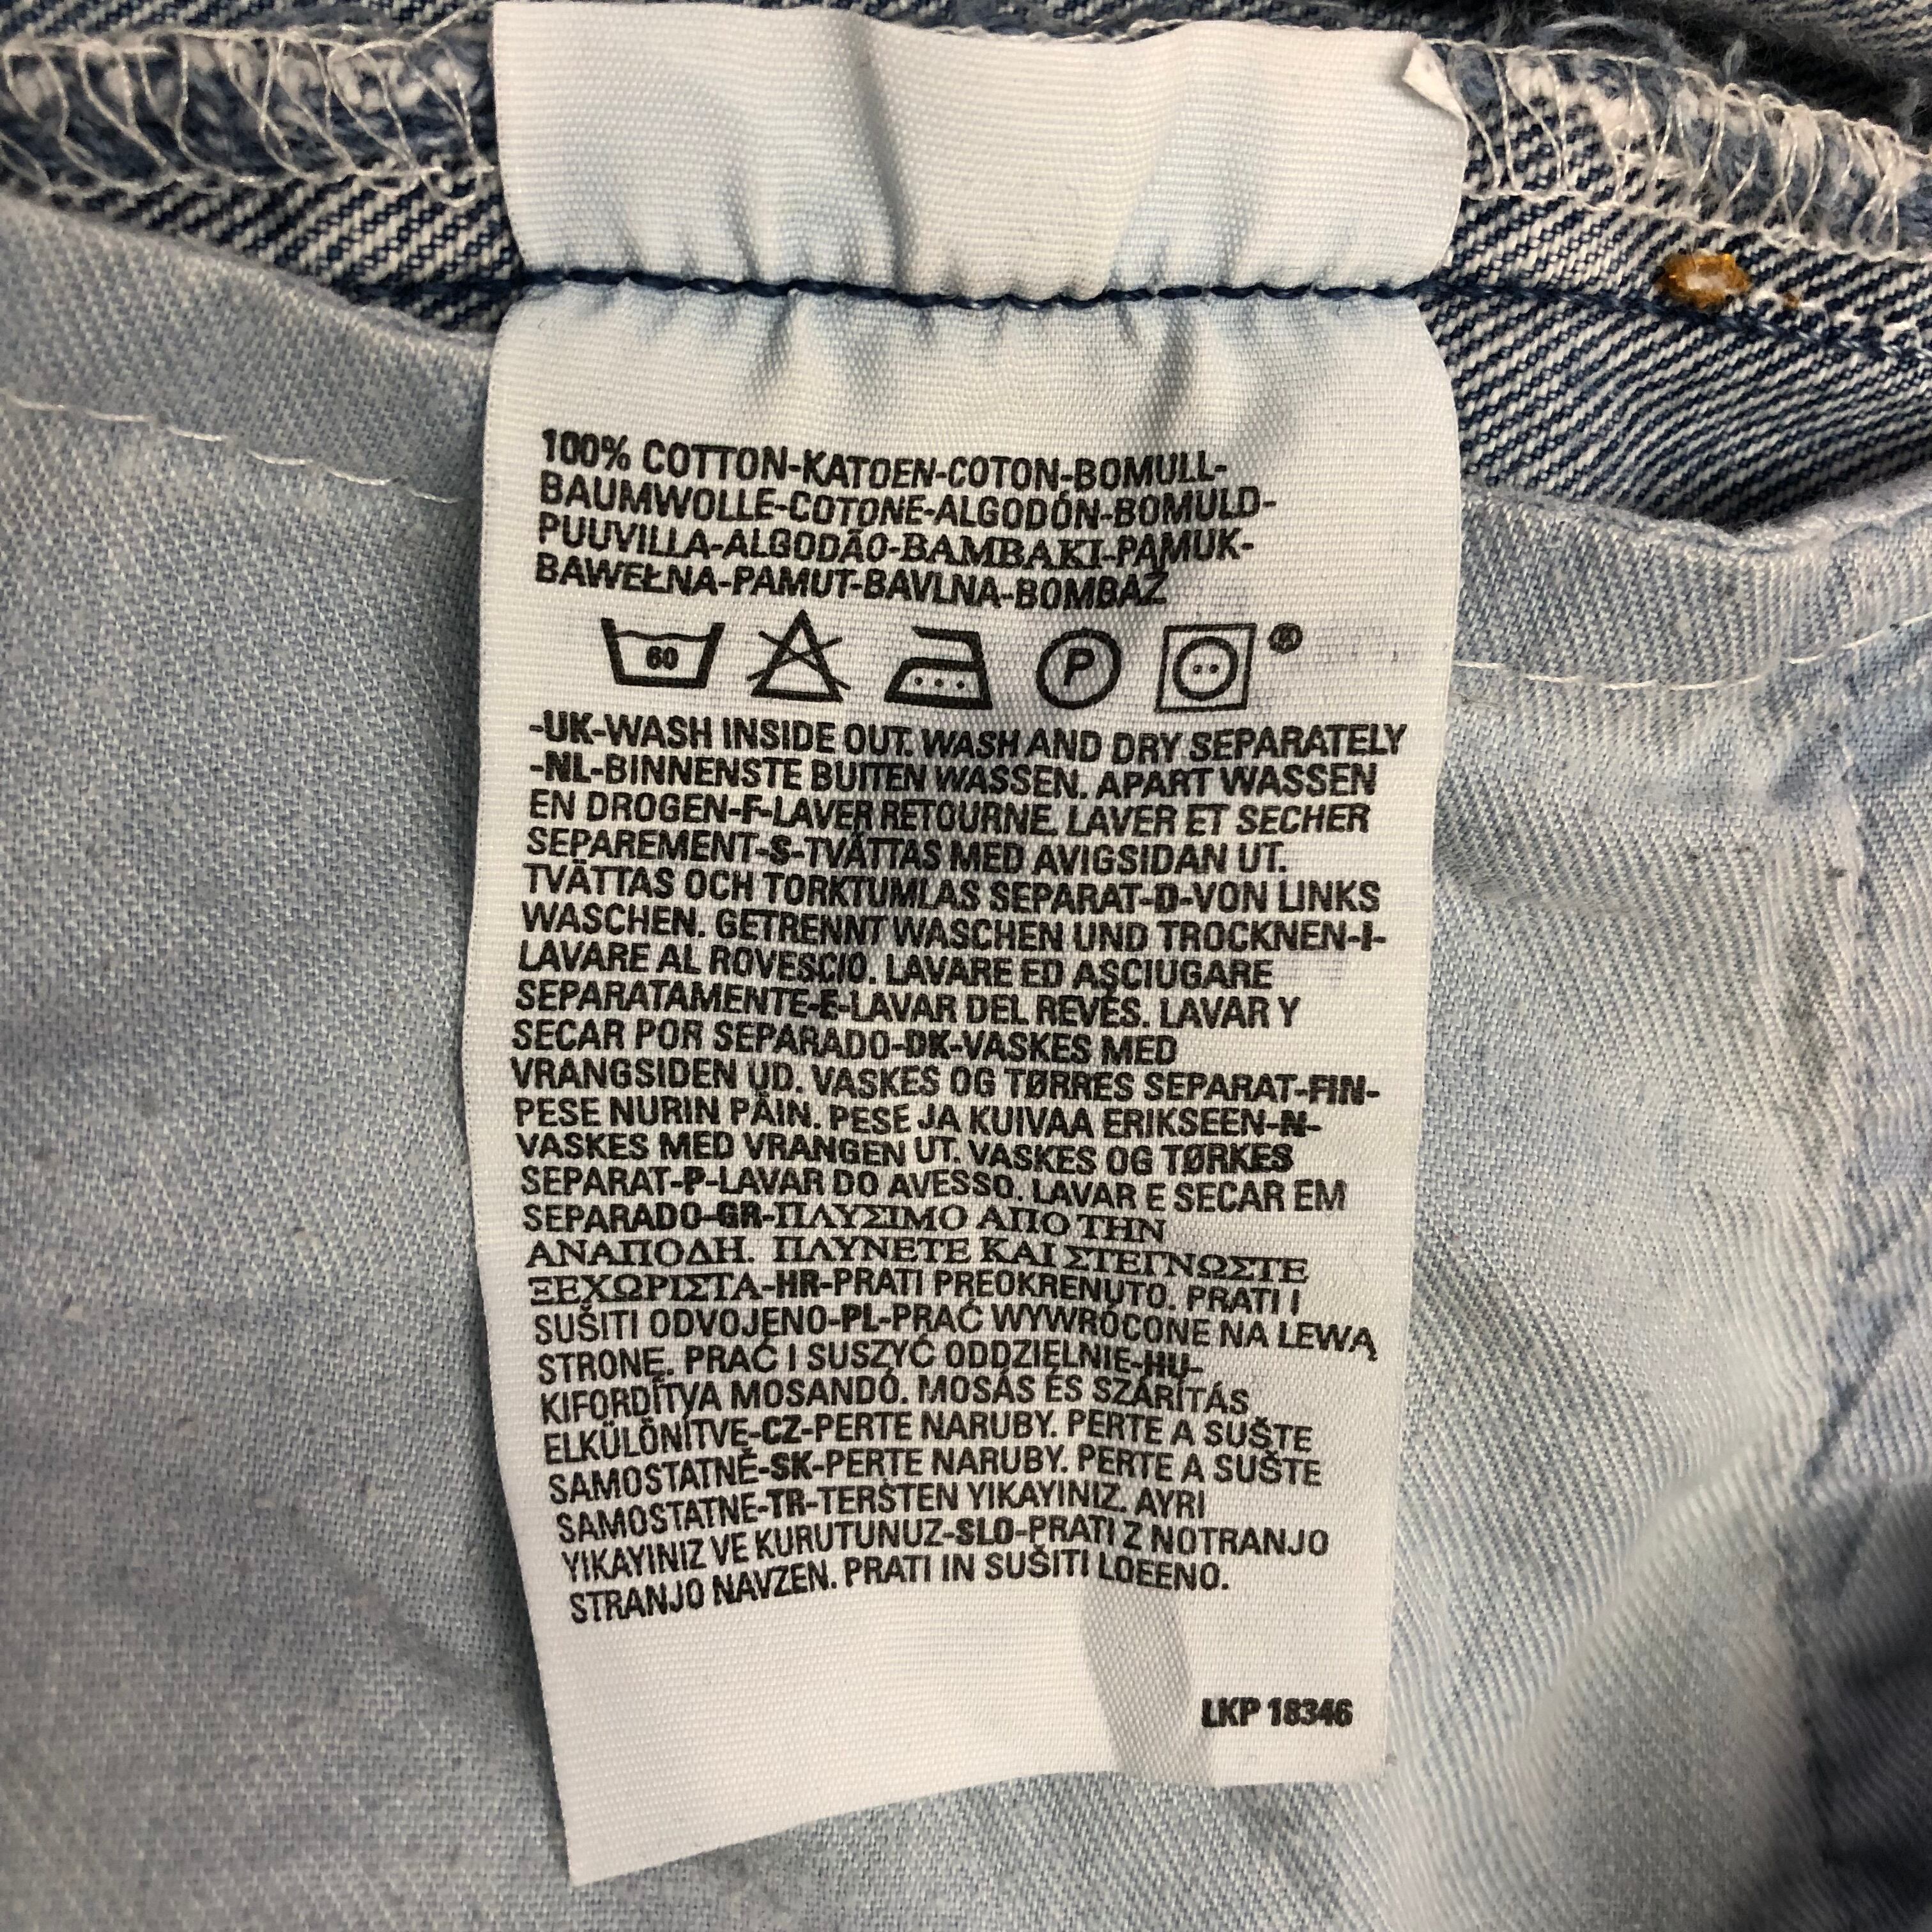 100% COTTON-KATOEN-COTON-BOMULL-
BAUMWOLLE-COTONE-ALGODÓN-BOMULD-
PUUVILLA-ALGODÃO-BAMBAKI-PAMUK-
BAWEŁNA-PAMUT-BAVLNA-BOMBAŽ
60 P ®
-UK-WASH INSIDE OUT. WASH AND DRY SEPARATELY
-NL-BINNENSTE BUITEN WASSEN. APART WASSEN
EN DROGEN-F-LAVER RETOURNE. LAVER ET SECHER
SEPAREMENT-S-TVÄTTAS MED AVIGSIDAN UT.
TVÄTTAS OCH TORKTUMLAS SEPARAT-D-VON LINKS
WASCHEN. GETRENNT WASCHEN UND TROCKNEN-I-
LAVARE AL ROVESCIO. LAVARE ED ASCIUGARE
SEPARATAMENTE-E-LAVAR DEL REVÉS. LAVAR Y
SECAR POR SEPARADO-DK-VASKES MED
VRANGSIDEN UD. VASKES OG TØRRES SEPARAT-FIN-
PESE NURIN PÄIN. PESE JA KUIVAA ERIKSEEN-N-
VASKES MED VRANGEN UT. VASKES OG TØRKES
SEPARAT-P-LAVAR DO AVESSO. LAVAR E SECAR EM
SEPARADO-GR-ΠΛΥΣΙΜΟ ΑΠΟ ΤΗΝ
ΑΝΑΠΟΔΗ. ΠΛΥΝΕΤΕ ΚΑΙ ΣΤΕΓΝΩΣΤΕ
ΞΕΧΩΡΙΣΤΑ-HR-PRATI PREOKRENUTO. PRATI I
SUŠITI ODVOJENO-PL-PRAĆ WYWRÓCONE NA LEWĄ
STRONĘ. PRAĆ I SUSZYĆ ODDZIELNIE-HU-
KIFORDÍTVA MOSANDÓ. MOSÁS ÉS SZÁRÍTÁS
ELKÜLÖNÍTVE-CZ-PERTE NARUBY. PERTE A SUŠTE
SAMOSTATNĚ-SK-PERTE NARUBY. PERTE A SUŠTE
SAMOSTATNE-TR-TERSTEN YIKAYINIZ. AYRI
YIKAYINIZ VE KURUTUNUZ-SLO-PRATI Z NOTRANJO
STRANJO NAVZEN. PRATI IN SUŠITI LOEENO.
LKP 18346